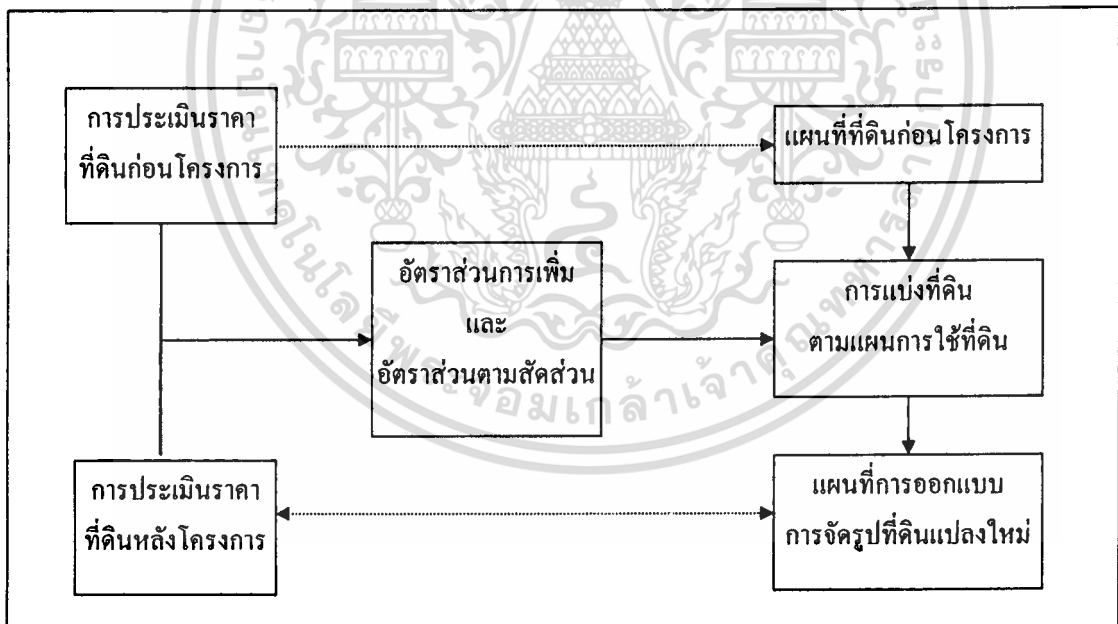 การประเมินราคา
ที่ดินก่อนโครงการ
แผนที่ที่ดินก่อนโครงการ
อัตราส่วนการเพิ่ม
และ
อัตราส่วนตามสัดส่วน
การแบ่งที่ดิน
ตามแผนการใช้ที่ดิน
การประเมินราคา
ที่ดินหลังโครงการ
แผนที่การออกแบบ
การจัดรูปที่ดินแปลงใหม่